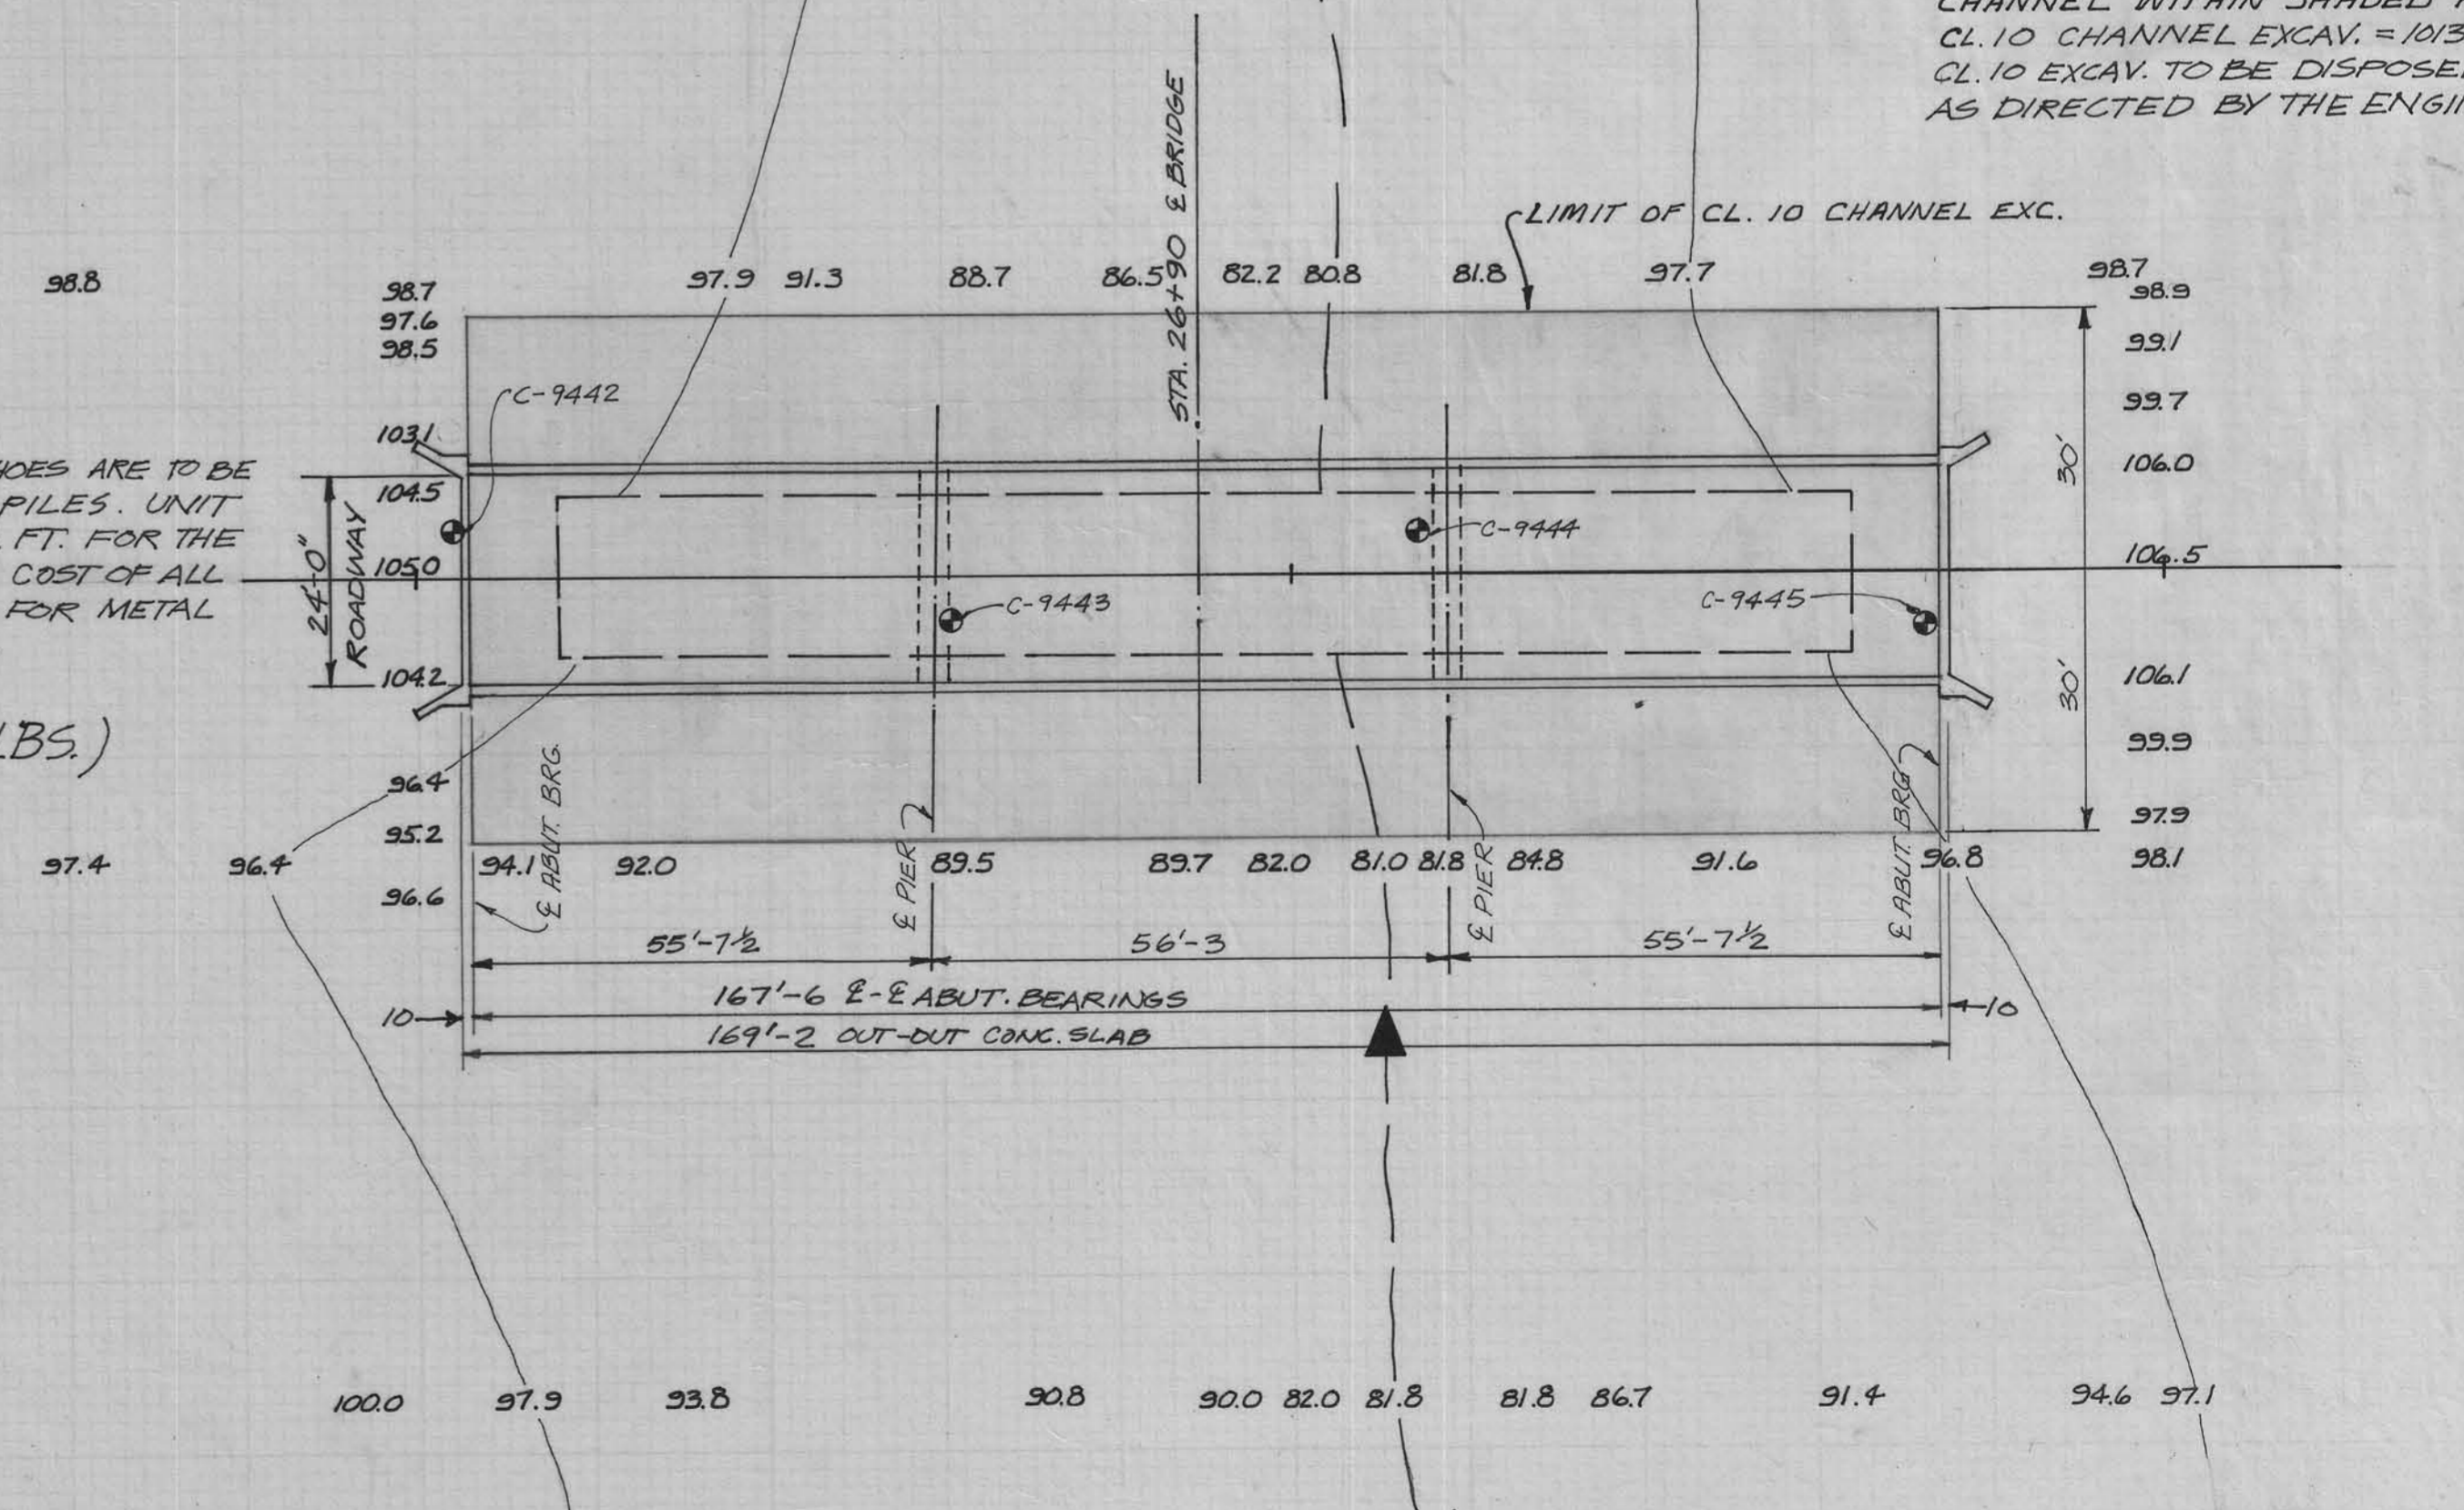 CHANNEL WITHIN SHADED
CL. 10 CHANNEL EXCAV. = 1013
CL. 10 EXCAV. TO BE DISPOSE
AS DIRECTED BY THE ENGI
STA. 26+90 ℄ BRIDGE
LIMIT OF CL. 10 CHANNEL EXC.
98.8
98.7
97.9 91.3 88.7 86.5 82.2 80.8 81.8 97.7
98.7
98.9
97.6
98.5
99.1
99.7
C-9442
103.1
106.0
HOES ARE TO BE
PILES. UNIT
FT. FOR THE
COST OF ALL
FOR METAL
24'-0"
ROADWAY
104.5
105.0
104.2
C-9444
C-9443
C-9445
30'
30'
106.5
106.1
99.9
97.9
98.1
LBS.)
96.4
95.2
96.6
97.4 96.4
94.1 92.0 89.5 89.7 82.0 81.0 81.8 84.8 91.6 96.8
℄ ABUT. BRG.
℄ PIER
℄ PIER
℄ ABUT. BRG.
55'-7½ 56'-3 55'-7½
167'-6 ℄-℄ ABUT. BEARINGS
10
10
169'-2 OUT-OUT CONC. SLAB
100.0 97.9 93.8 90.8 90.0 82.0 81.8 81.8 86.7 91.4 94.6 97.1